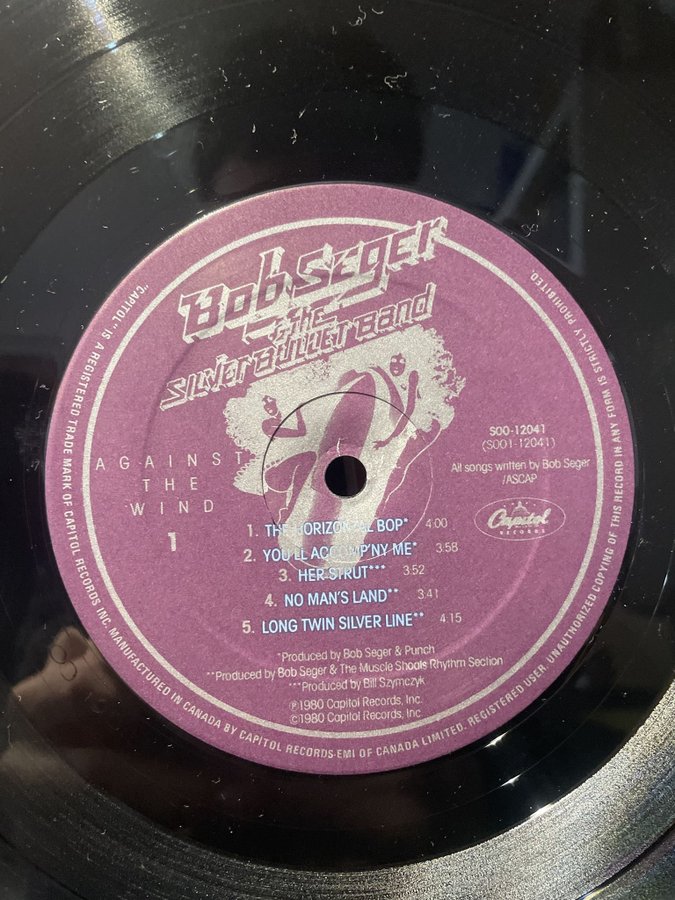 Bob Seger
& The
Silver Bullet Band
AGAINST
THE
WIND
1
SOO-12041
(SOO1-12041)
All songs written by Bob Seger
/ASCAP
Capitol
RECORDS
1. THE HORIZONTAL BOP* 4:00
2. YOU'LL ACCOMP'NY ME* 3:58
3. HER STRUT*** 3:52
4. NO MAN'S LAND** 3:41
5. LONG TWIN SILVER LINE** 4:15
*Produced by Bob Seger & Punch
**Produced by Bob Seger & The Muscle Shoals Rhythm Section
***Produced by Bill Szymczyk
℗1980 Capitol Records, Inc.
©1980 Capitol Records, Inc
"CAPITOL" IS A REGISTERED TRADE MARK OF CAPITOL RECORDS INC. MANUFACTURED IN CANADA BY CAPITOL RECORDS-EMI OF CANADA LIMITED. REGISTERED USER. UNAUTHORIZED COPYING OF THIS RECORD IN ANY FORM IS STRICTLY PROHIBITED.